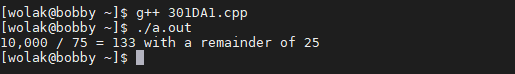 [wolak@bobby ~]$ g++ 301DA1.cpp
[wolak@bobby ~]$ ./a.out
10,000 / 75 = 133 with a remainder of 25
[wolak@bobby ~]$